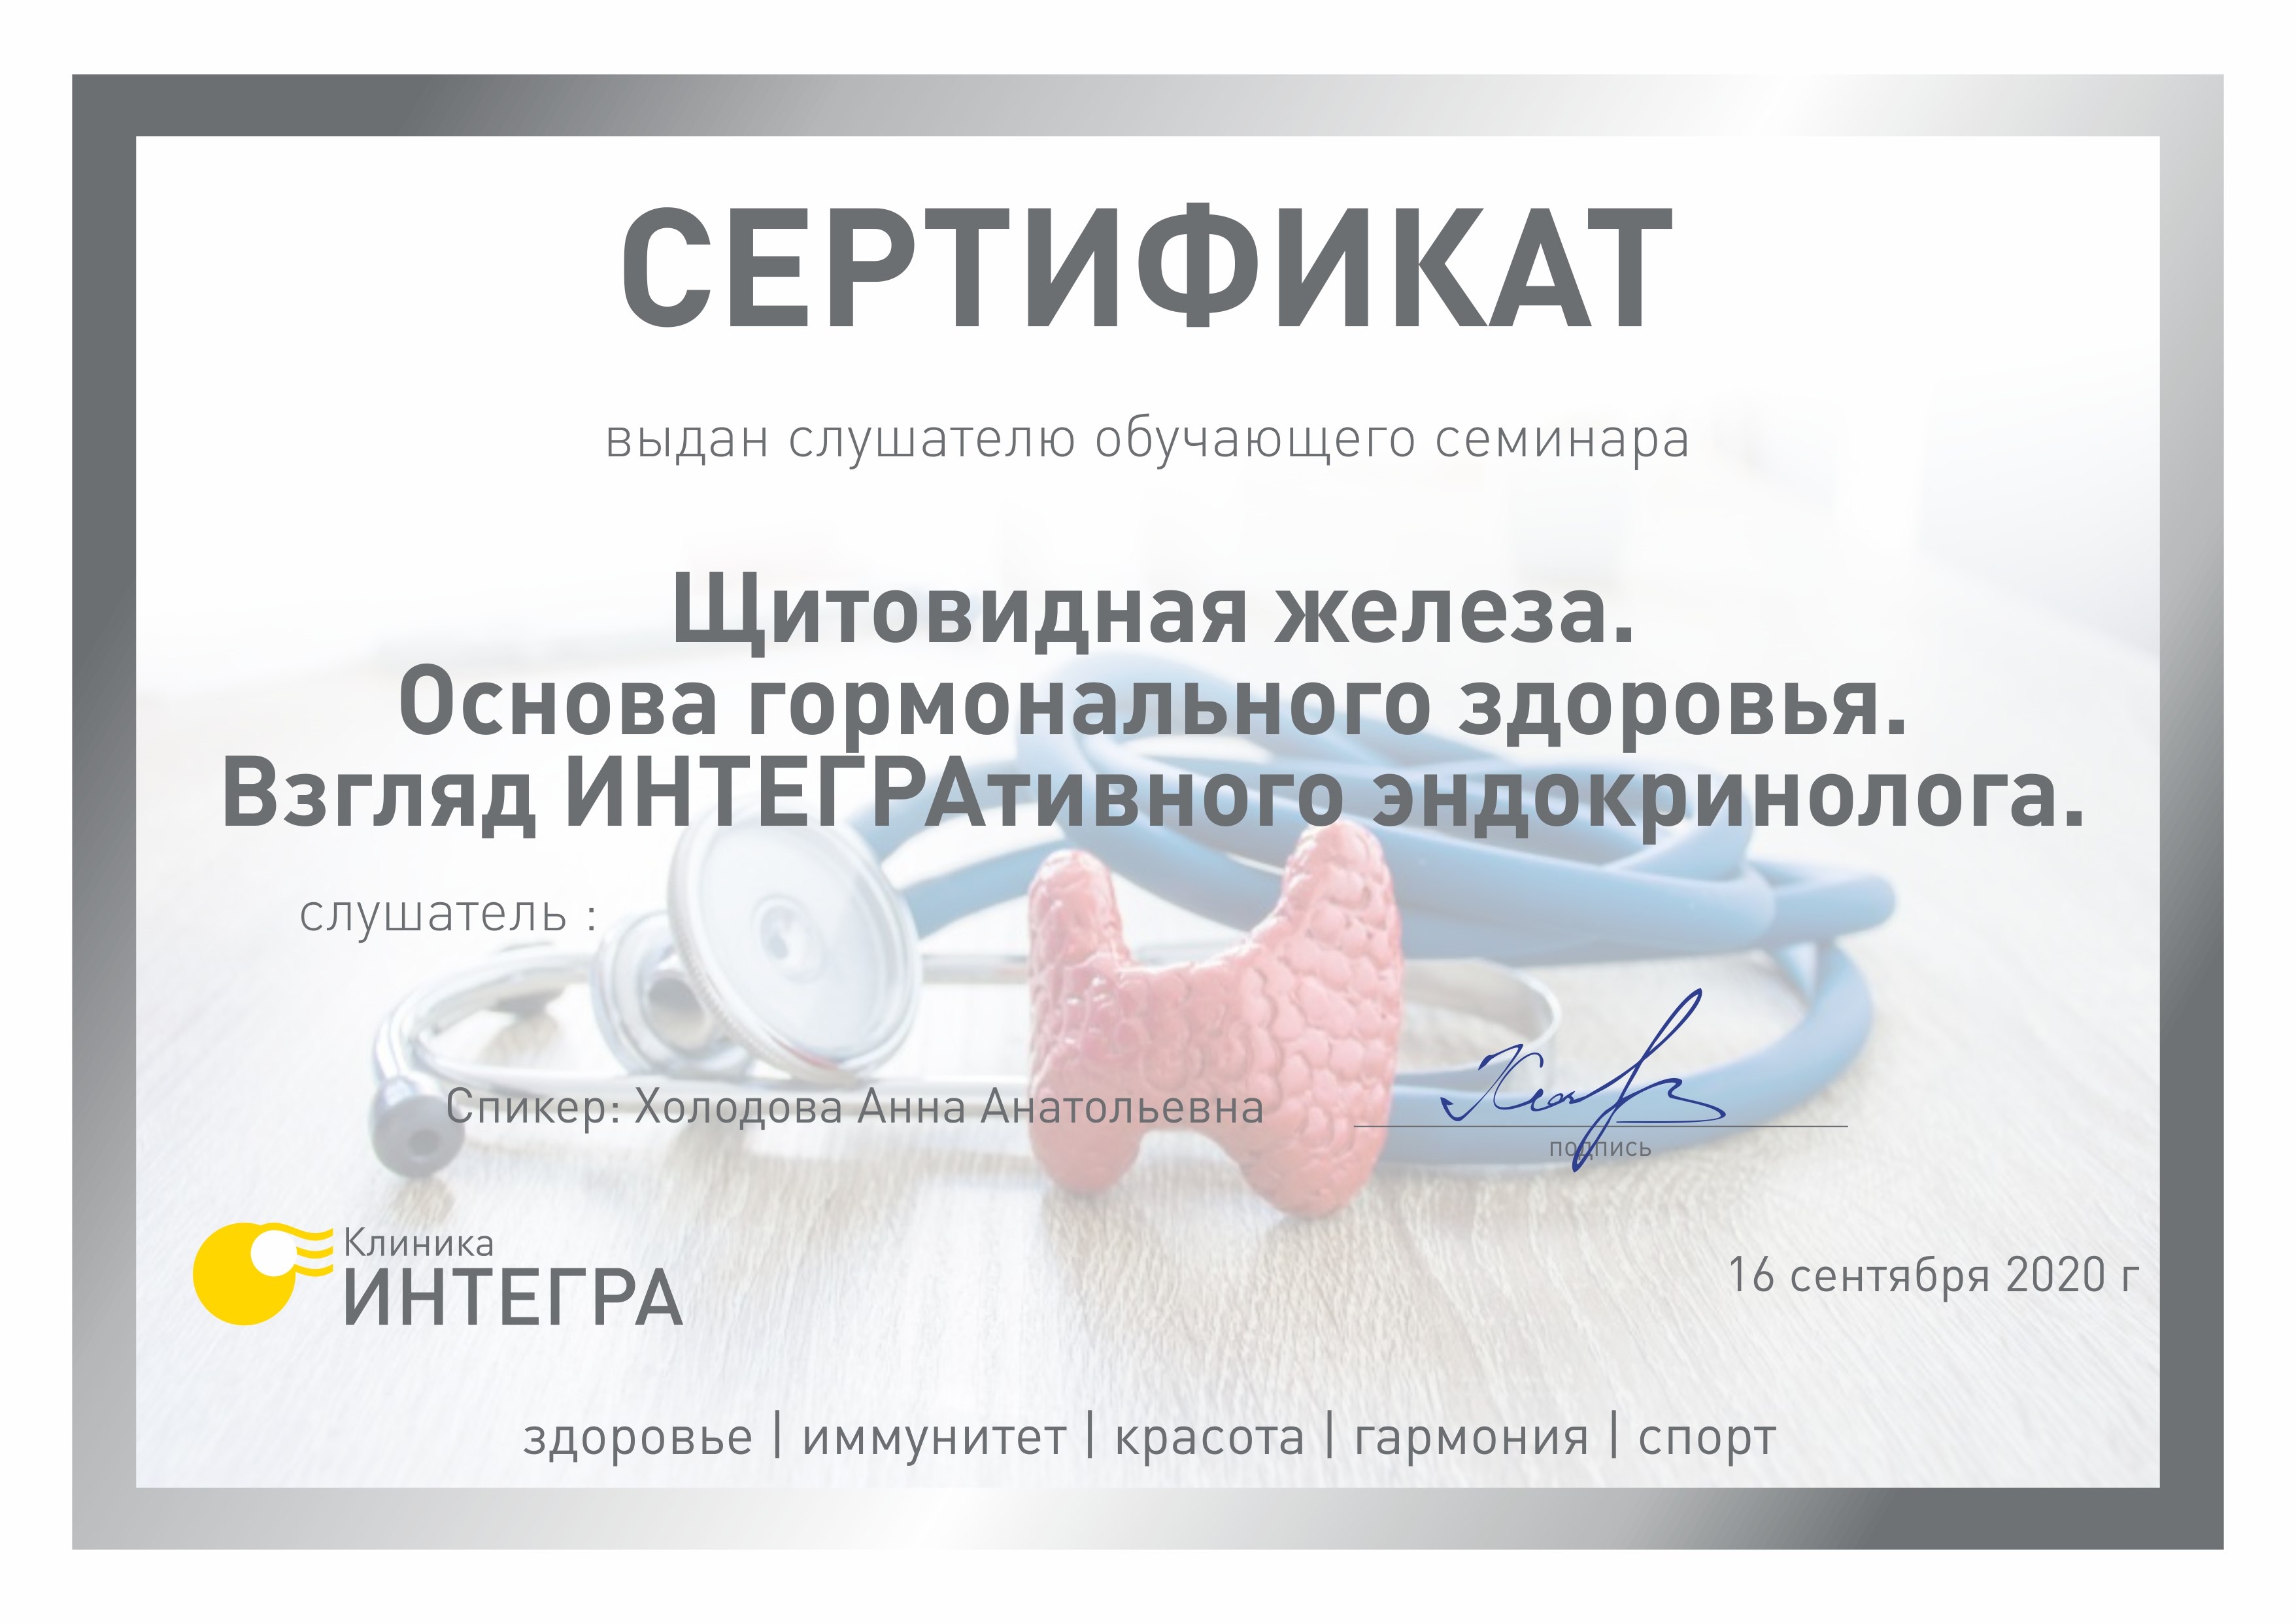 СЕРТИФИКАТ
выдан слушателю обучающего семинара
Щитовидная железа.
Основа гормонального здоровья.
Взгляд ИНТЕГРАтивного эндокринолога.
слушатель :
Спикер: Холодова Анна Анатольевна
подпись
Клиника
ИНТЕГРА
16 сентября 2020 г
здоровье | иммунитет | красота | гармония | спорт